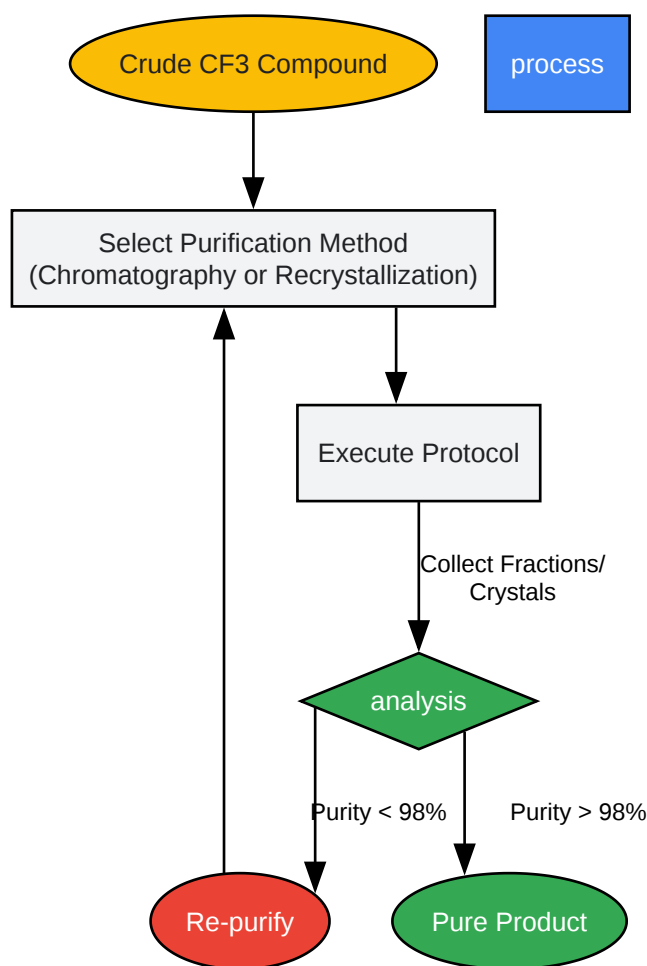 Crude CF3 Compound
process
Select Purification Method
(Chromatography or Recrystallization)
Execute Protocol
Collect Fractions/
Crystals
analysis
Purity < 98%
Purity > 98%
Re-purify
Pure Product